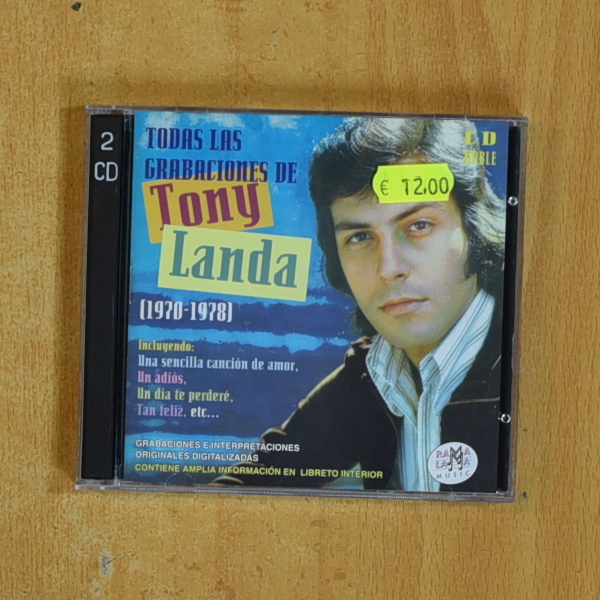 2
CD
TODAS LAS
GRABACIONES DE
Tony
Landa
(1970-1978)
CD
€ 12,00
Incluyendo:
Una sencilla canción de amor,
Un adiós,
Un día te perderé,
Tan feliz, etc...
GRABACIONES E INTERPRETACIONES
ORIGINALES DIGITALIZADAS
CONTIENE AMPLIA INFORMACIÓN EN LIBRETO INTERIOR
RAMA
LAMA
MUSIC